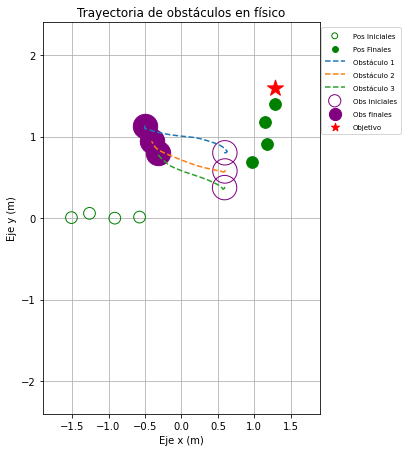 Trayectoria de obstáculos en físico
Pos Iniciales
Pos Finales
Obstáculo 1
Obstáculo 2
Obstáculo 3
Obs iniciales
Obs finales
Objetivo
Eje y (m)
2
1
0
−1
−2
−1.5 −1.0 −0.5 0.0 0.5 1.0 1.5
Eje x (m)